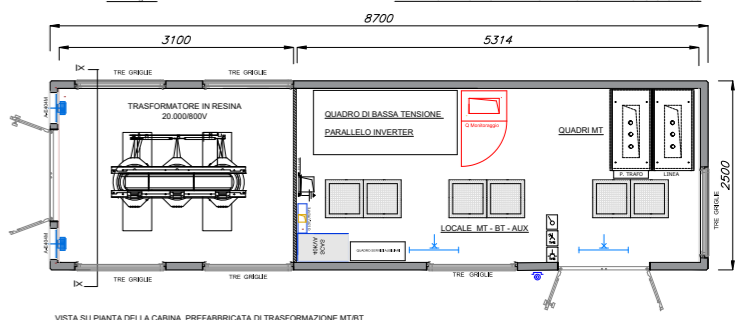 8700
3100
5314
TRE GRIGLIE
TRE GRIGLIE
TRASFORMATORE IN RESINA
20.000/800V
QUADRO DI BASSA TENSIONE
PARALLELO INVERTER
Q.Monitoraggio
QUADRI MT
P. TRAFO
LINEA
2500
TRE GRIGLIE
LOCALE MT - BT - AUX
TRE GRIGLIE
TRE GRIGLIE
TRE GRIGLIE
VISTA SU PIANTA DELLA CABINA PREFABBRICATA DI TRASFORMAZIONE MT/BT